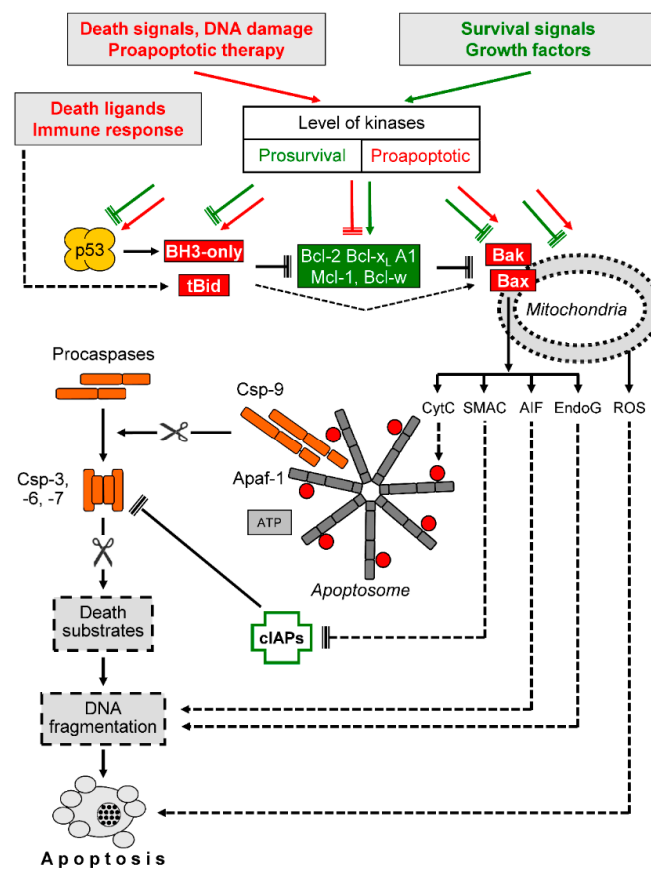 Death signals, DNA damage
Proapoptotic therapy
Survival signals
Growth factors
Death ligands
Immune response
Level of kinases
Prosurvival
Proapoptotic
p53
BH3-only
tBid
Bcl-2 Bcl-xL A1
Mcl-1, Bcl-w
Bak
Bax
Mitochondria
Procaspases
Csp-9
CytC
SMAC
AIF
EndoG
ROS
Csp-3,
-6, -7
Apaf-1
ATP
Apoptosome
Death
substrates
cIAPs
DNA
fragmentation
Apoptosis